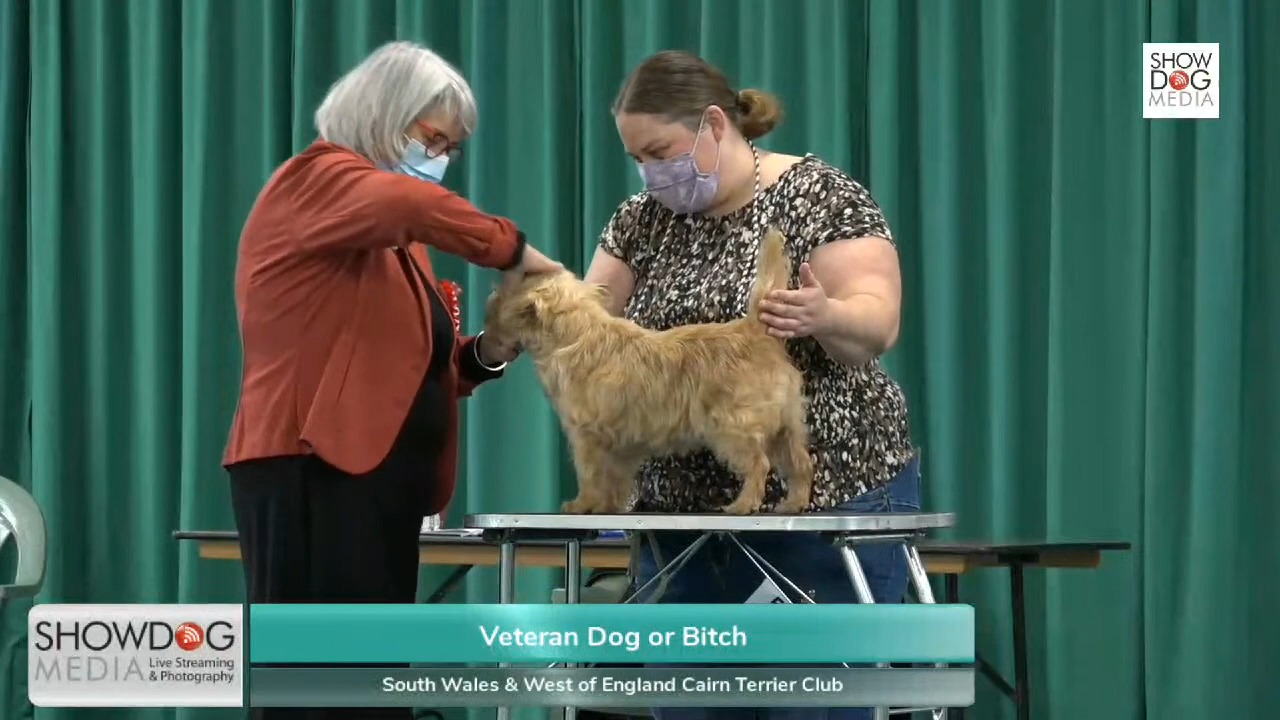 SHOW
DOG
MEDIA
SHOWDOG
MEDIA Live Streaming
& Photography
Veteran Dog or Bitch
South Wales & West of England Cairn Terrier Club